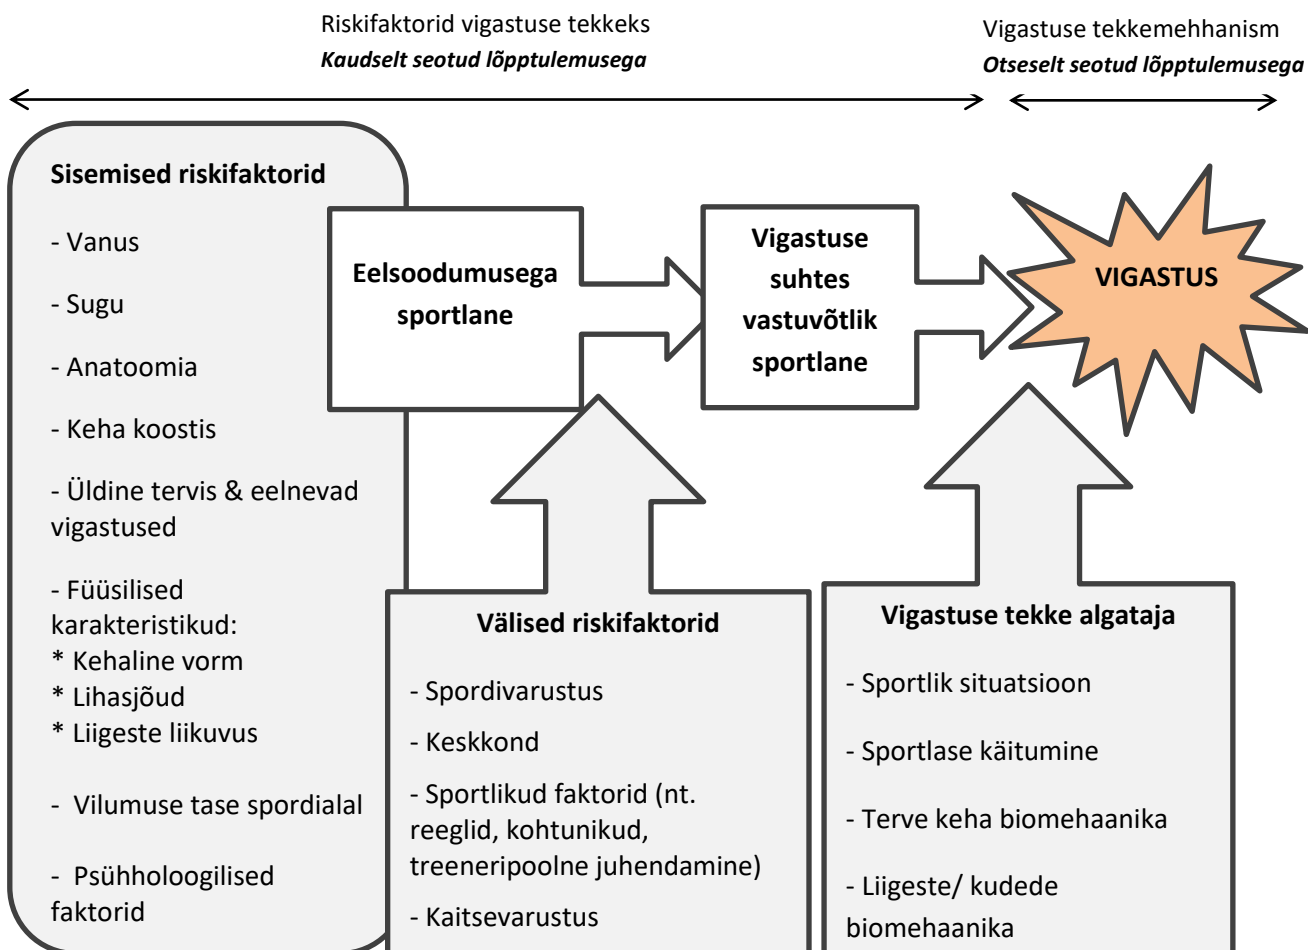 Riskifaktorid vigastuse tekkeks
Kaudselt seotud lõpptulemusega
Vigastuse tekkemehhanism
Otseselt seotud lõpptulemusega
Sisemised riskifaktorid
- Vanus
- Sugu
- Anatoomia
- Keha koostis
- Üldine tervis & eelnevad
vigastused
- Füüsilised
karakteristikud:
* Kehaline vorm
* Lihasjõud
* Liigeste liikuvus
- Vilumuse tase spordialal
- Psühholoogilised
faktorid
Eelsoodumusega
sportlane
Vigastuse
suhtes
vastuvõtlik
sportlane
VIGASTUS
Välised riskifaktorid
- Spordivarustus
- Keskkond
- Sportlikud faktorid (nt.
reeglid, kohtunikud,
treeneripoolne juhendamine)
- Kaitsevarustus
Vigastuse tekke algataja
- Sportlik situatsioon
- Sportlase käitumine
- Terve keha biomehaanika
- Liigeste/ kudede
biomehaanika